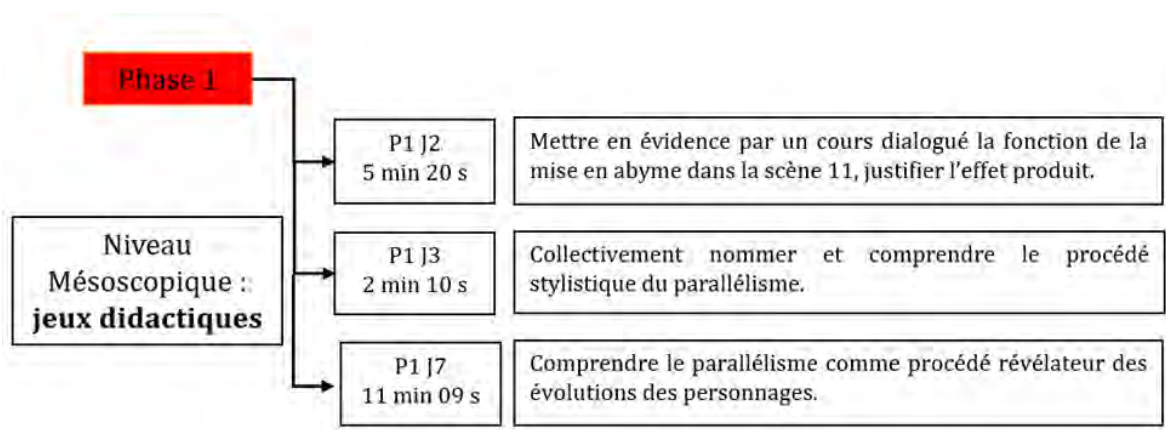 Phase 1
P1 J2
5 min 20 s
Mettre en évidence par un cours dialogué la fonction de la
mise en abyme dans la scène 11, justifier l'effet produit.
Niveau
Mésoscopique :
jeux didactiques
P1 J3
2 min 10 s
Collectivement nommer et comprendre le procédé
stylistique du parallélisme.
P1 J7
11 min 09 s
Comprendre le parallélisme comme procédé révélateur des
évolutions des personnages.